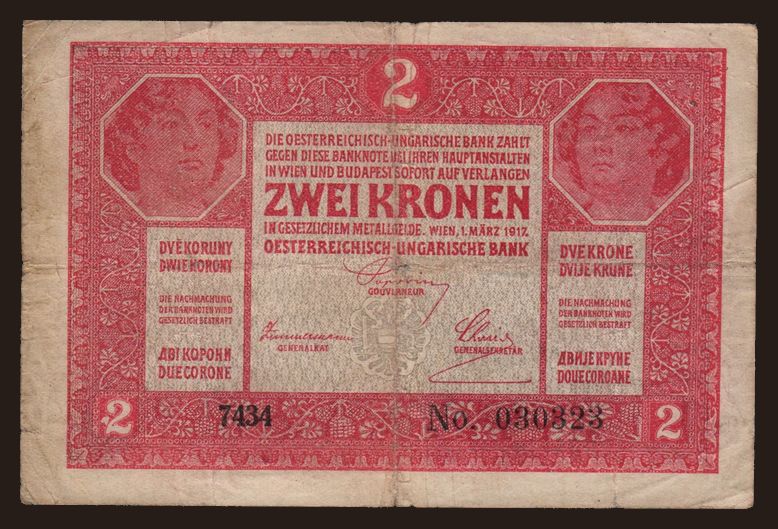 2
DIE OESTERREICHISCH-UNGARISCHE BANK ZAHLT
GEGEN DIESE BANKNOTE BEI IHREN HAUPTANSTALTEN
IN WIEN UND BUDAPEST SOFORT AUF VERLANGEN
ZWEI KRONEN
IN GESETZLICHEM METALLGELDE. WIEN, 1. MÄRZ 1917.
OESTERREICHISCH-UNGARISCHE BANK
DVĚ KORUNY
DWIE KORONY
DIE NACHMACHUNG
DER BANKNOTEN WIRD
GESETZLICH BESTRAFT
ДВІ КОРОНИ
DUE CORONE
GOUVERNEUR
GENERALRAT
GENERALSEKRETÄR
DVE KRONE
DVIJE KRUNE
DIE NACHMACHUNG
DER BANKNOTEN WIRD
GESETZLICH BESTRAFT
ДВИЈЕ КРУНЕ
DOUE COROANE
2
7434
No. 030323
2